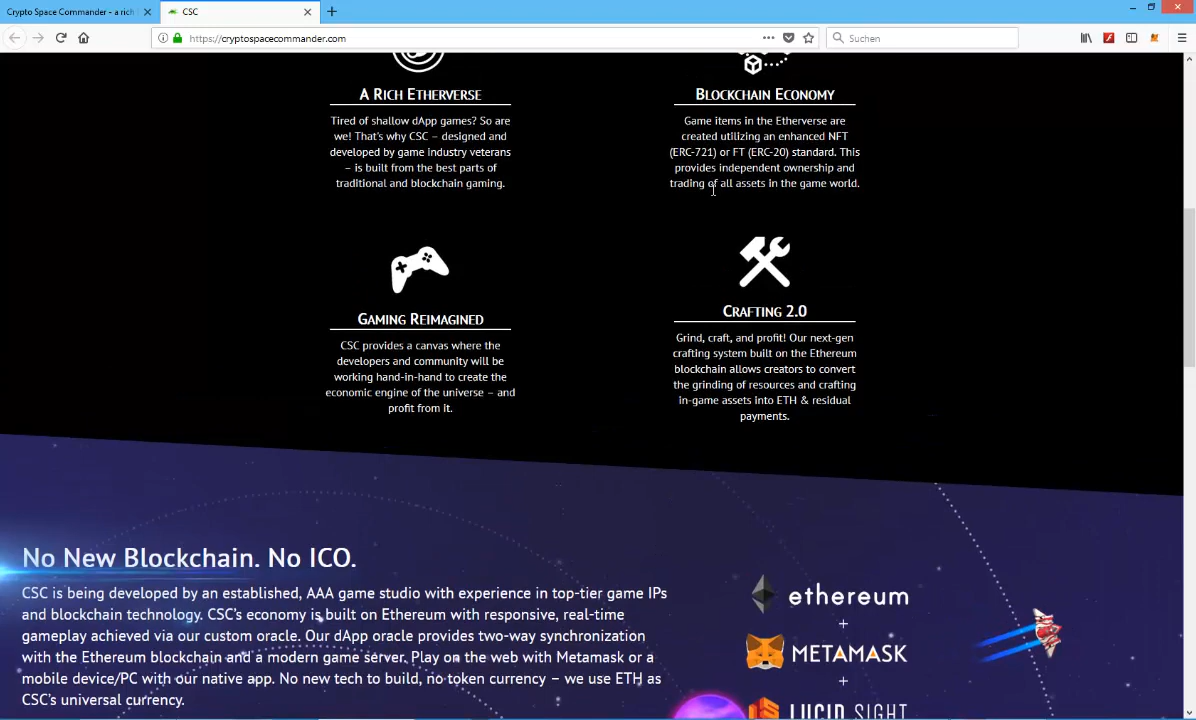 Crypto Space Commander - a rich
CSC
https://cryptospacecommander.com
Suchen
A Rich Etherverse
Tired of shallow dApp games? So are
we! That's why CSC – designed and
developed by game industry veterans
– is built from the best parts of
traditional and blockchain gaming.
Blockchain Economy
Game items in the Etherverse are
created utilizing an enhanced NFT
(ERC-721) or FT (ERC-20) standard. This
provides independent ownership and
trading of all assets in the game world.
Gaming Reimagined
CSC provides a canvas where the
developers and community will be
working hand-in-hand to create the
economic engine of the universe – and
profit from it.
Crafting 2.0
Grind, craft, and profit! Our next-gen
crafting system built on the Ethereum
blockchain allows creators to convert
the grinding of resources and crafting
in-game assets into ETH & residual
payments.
No New Blockchain. No ICO.
CSC is being developed by an established, AAA game studio with experience in top-tier game IPs
and blockchain technology. CSC's economy is built on Ethereum with responsive, real-time
gameplay achieved via our custom oracle. Our dApp oracle provides two-way synchronization
with the Ethereum blockchain and a modern game server. Play on the web with Metamask or a
mobile device/PC with our native app. No new tech to build, no token currency – we use ETH as
CSC's universal currency.
ethereum
+
METAMASK
+
LUCID SIGHT